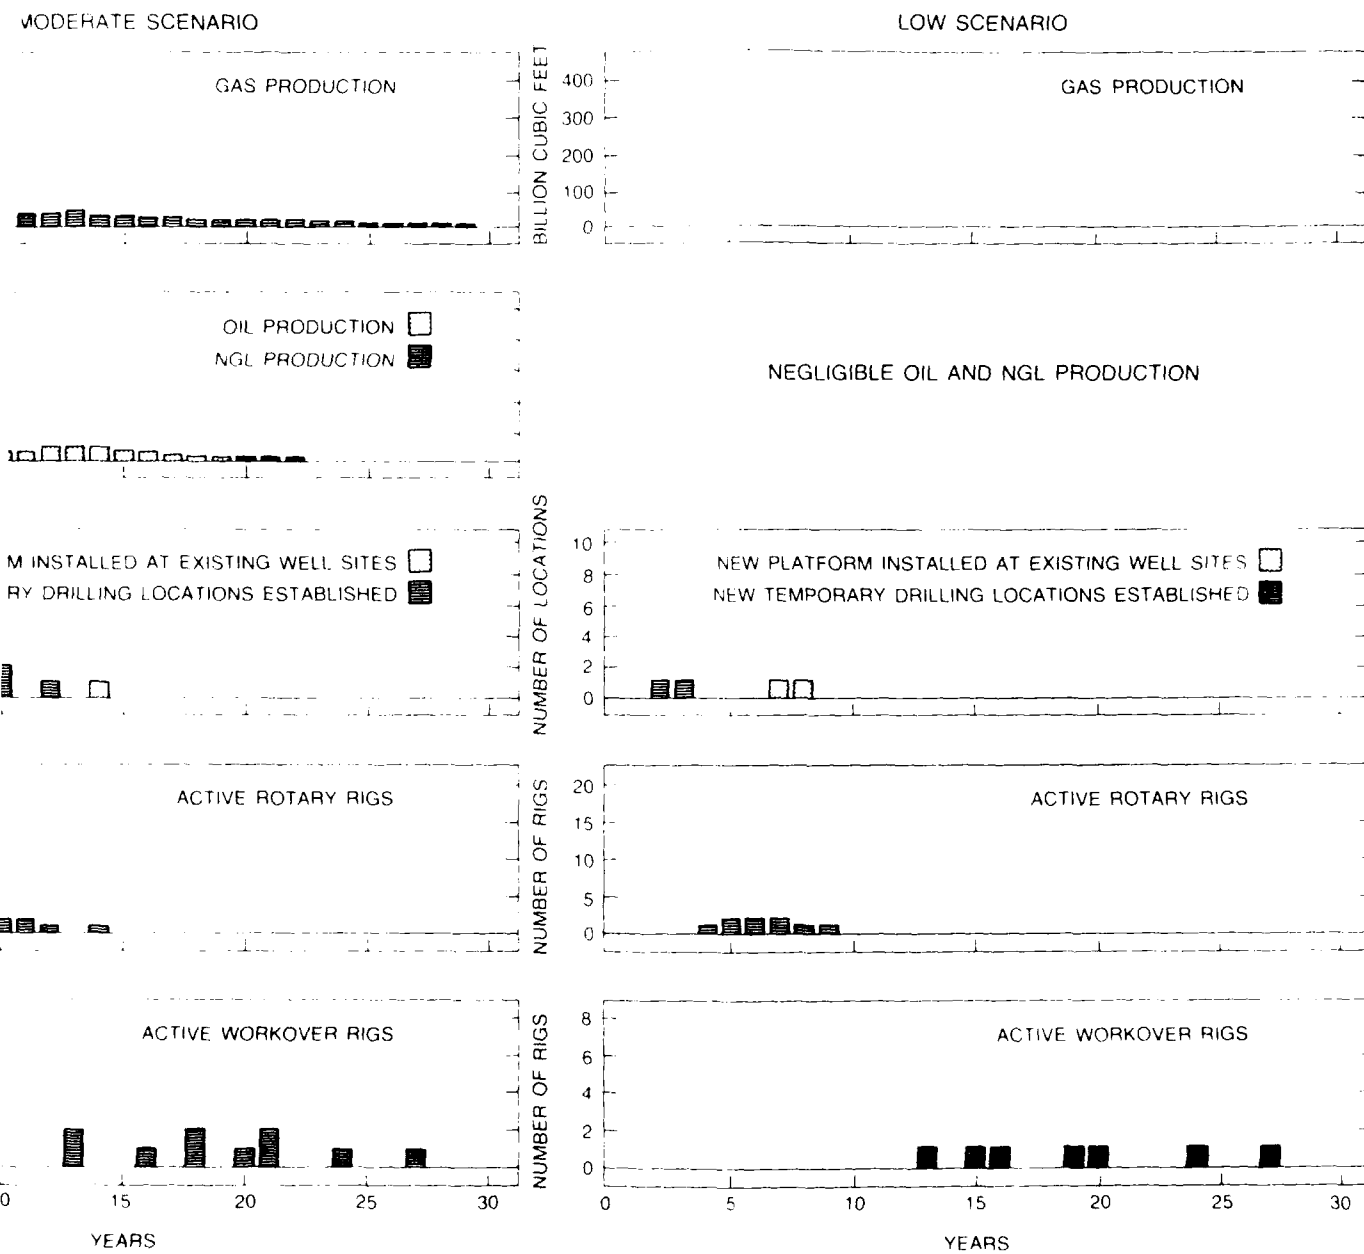 MODERATE SCENARIO
LOW SCENARIO
GAS PRODUCTION
BILLION CUBIC FEET
400
300
200
100
0
GAS PRODUCTION
OIL PRODUCTION
NGL PRODUCTION
NEGLIGIBLE OIL AND NGL PRODUCTION
15
20
25
30
M INSTALLED AT EXISTING WELL SITES
RY DRILLING LOCATIONS ESTABLISHED
NUMBER OF LOCATIONS
10
8
6
4
2
0
NEW PLATFORM INSTALLED AT EXISTING WELL SITES
NEW TEMPORARY DRILLING LOCATIONS ESTABLISHED
ACTIVE ROTARY RIGS
NUMBER OF RIGS
20
15
10
5
0
ACTIVE ROTARY RIGS
ACTIVE WORKOVER RIGS
NUMBER OF RIGS
8
6
4
2
0
ACTIVE WORKOVER RIGS
0 15 20 25 30
0 5 10 15 20 25 30
YEARS
YEARS